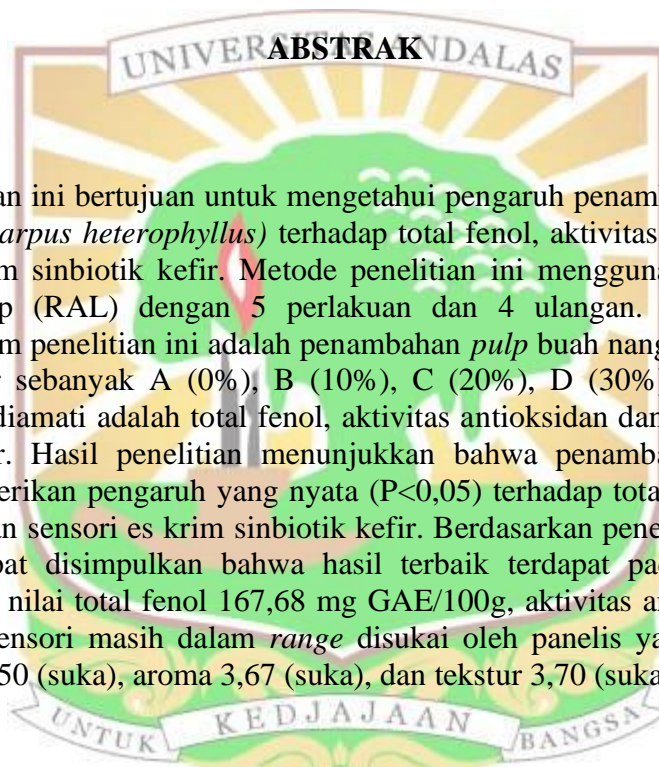 UNIVERSITAS ANDALAS
ABSTRAK
an ini bertujuan untuk mengetahui pengaruh penam
arpus heterophyllus) terhadap total fenol, aktivitas
m sinbiotik kefir. Metode penelitian ini mengguna
p (RAL) dengan 5 perlakuan dan 4 ulangan.
m penelitian ini adalah penambahan pulp buah nang
r sebanyak A (0%), B (10%), C (20%), D (30%)
diamati adalah total fenol, aktivitas antioksidan dan
r. Hasil penelitian menunjukkan bahwa penamba
erikan pengaruh yang nyata (P<0,05) terhadap total
an sensori es krim sinbiotik kefir. Berdasarkan pene
pat disimpulkan bahwa hasil terbaik terdapat pa
nilai total fenol 167,68 mg GAE/100g, aktivitas a
sensori masih dalam range disukai oleh panelis ya
50 (suka), aroma 3,67 (suka), dan tekstur 3,70 (suka
UNTUK KEDJAJAAN BANGSA